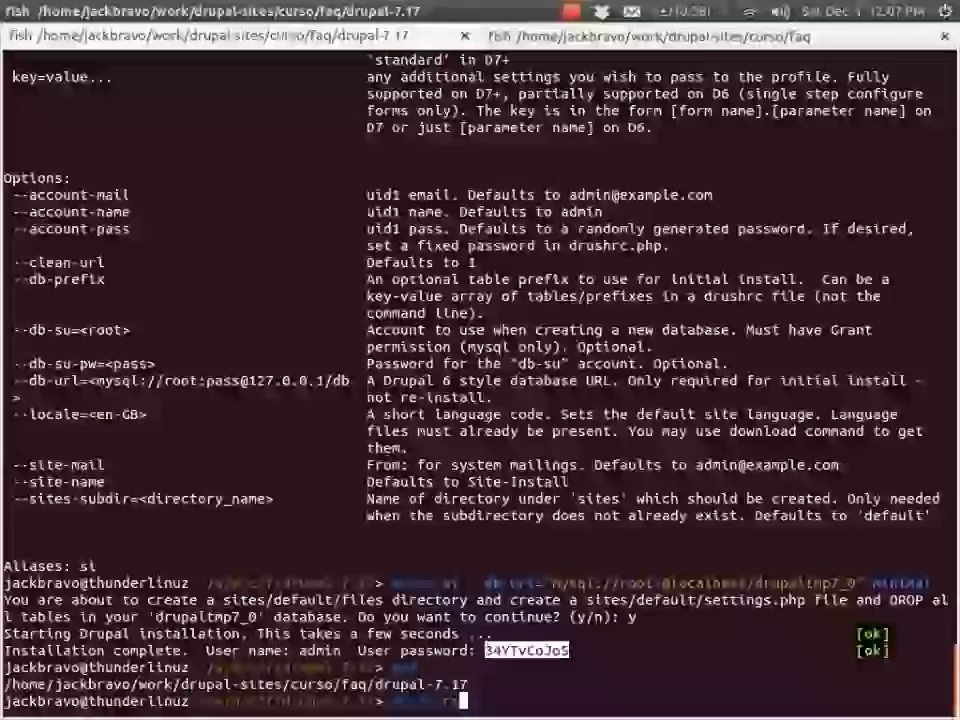 fish /home/jackbravo/work/drupal-sites/curso/faq/drupal-7.17
Sat Dec 1 12:07 PM
fish /home/jackbravo/work/drupal-sites/curso/faq/drupal-7.17 × fish /home/jackbravo/work/drupal-sites/curso/faq ×
`standard' in D7+
key=value... any additional settings you wish to pass to the profile. Fully
supported on D7+, partially supported on D6 (single step configure
forms only). The key is in the form [form name].[parameter name] on
D7 or just [parameter name] on D6.
Options:
--account-mail uid1 email. Defaults to admin@example.com
--account-name uid1 name. Defaults to admin
--account-pass uid1 pass. Defaults to a randomly generated password. If desired,
set a fixed password in drushrc.php.
--clean-url Defaults to 1
--db-prefix An optional table prefix to use for initial install. Can be a
key-value array of tables/prefixes in a drushrc file (not the
command line).
--db-su=<root> Account to use when creating a new database. Must have Grant
permission (mysql only). Optional.
--db-su-pw=<pass> Password for the "db-su" account. Optional.
--db-url=<mysql://root:pass@127.0.0.1/db A Drupal 6 style database URL. Only required for initial install -
> not re-install.
--locale=<en-GB> A short language code. Sets the default site language. Language
files must already be present. You may use download command to get
them.
--site-mail From: for system mailings. Defaults to admin@example.com
--site-name Defaults to Site-Install
--sites-subdir=<directory_name> Name of directory under 'sites' which should be created. Only needed
when the subdirectory does not already exist. Defaults to 'default'
Aliases: si
jackbravo@thunderlinuz > "mysql://root:@localhost/drupaltmp7_0" minimal
You are about to create a sites/default/files directory and create a sites/default/settings.php file and DROP al
l tables in your 'drupaltmp7_0' database. Do you want to continue? (y/n): y
Starting Drupal installation. This takes a few seconds ... [ok]
Installation complete. User name: admin User password: 34YTvCoJoS [ok]
jackbravo@thunderlinuz > pwd
/home/jackbravo/work/drupal-sites/curso/faq/drupal-7.17
jackbravo@thunderlinuz >